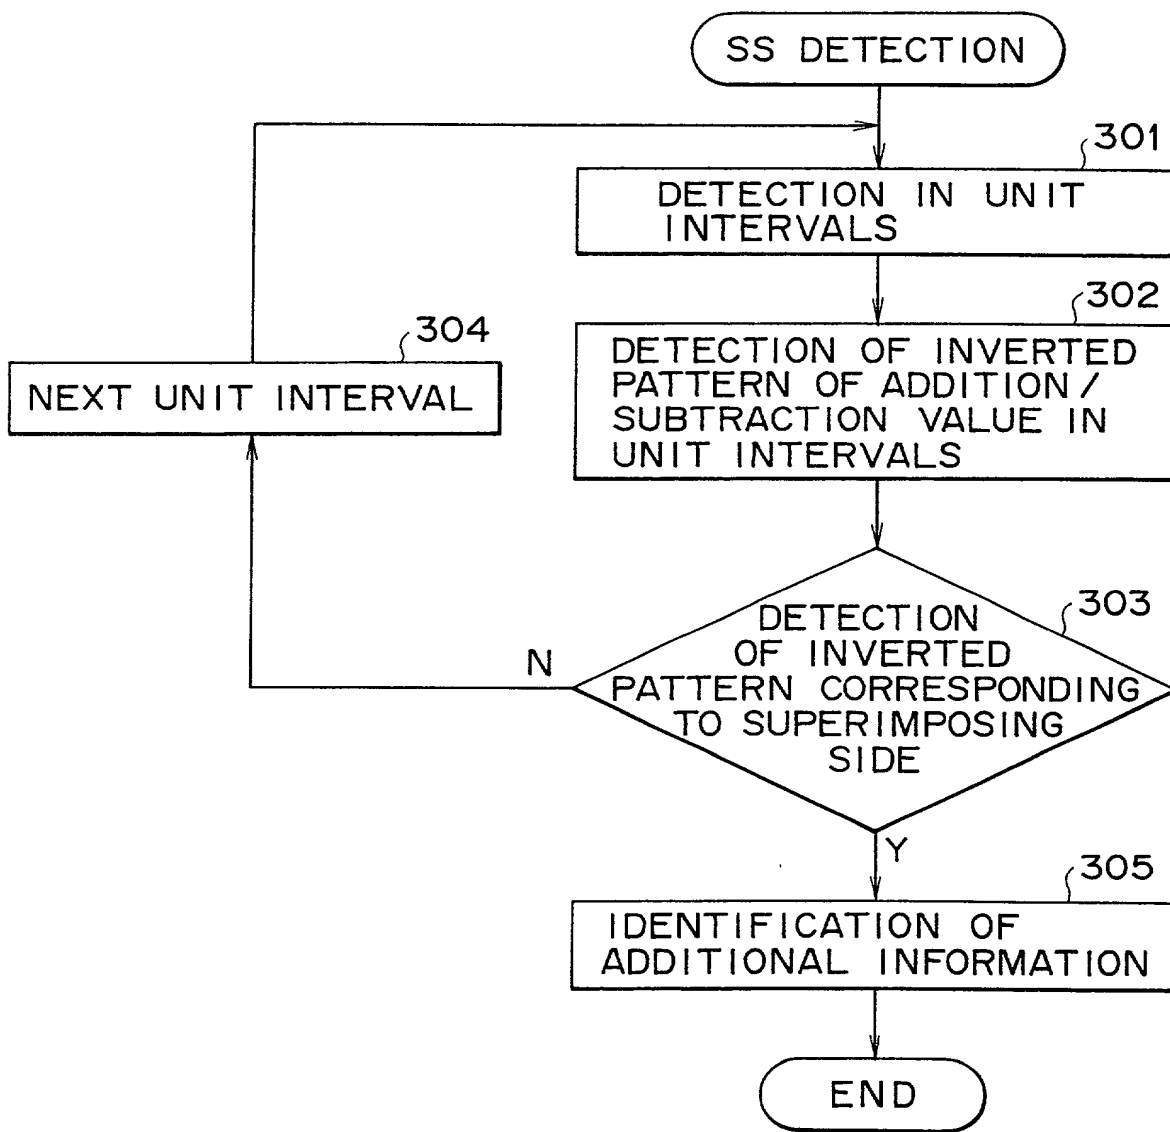 SS DETECTION
301
DETECTION IN UNIT
INTERVALS
302
DETECTION OF INVERTED
PATTERN OF ADDITION/
SUBTRACTION VALUE IN
UNIT INTERVALS
304
NEXT UNIT INTERVAL
303
DETECTION
OF INVERTED
PATTERN CORRESPONDING
TO SUPERIMPOSING
SIDE
N
Y
305
IDENTIFICATION OF
ADDITIONAL INFORMATION
END